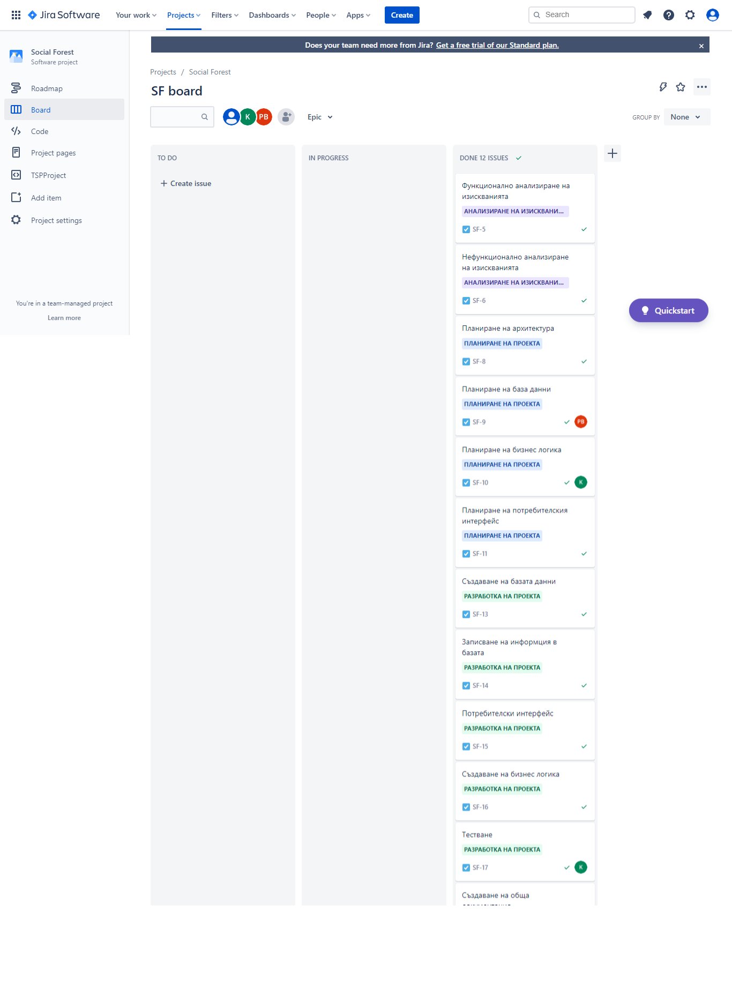 Jira Software
Your work
Projects
Filters
Dashboards
People
Apps
Create
Search
Social Forest
Software project
Roadmap
Board
Code
Project pages
TSPProject
Add item
Project settings
You're in a team-managed project
Learn more
Does your team need more from Jira? Get a free trial of our Standard plan.
Projects / Social Forest
SF board
K
PB
Epic
GROUP BY
None
TO DO
Create issue
IN PROGRESS
DONE 12 ISSUES
Функционално анализиране на
изискванията
АНАЛИЗИРАНЕ НА ИЗИСКВАНИ...
SF-5
Нефункционално анализиране
на изискванията
АНАЛИЗИРАНЕ НА ИЗИСКВАНИ...
SF-6
Планиране на архитектура
ПЛАНИРАНЕ НА ПРОЕКТА
SF-8
Планиране на база данни
ПЛАНИРАНЕ НА ПРОЕКТА
SF-9
PB
Планиране на бизнес логика
ПЛАНИРАНЕ НА ПРОЕКТА
SF-10
K
Планиране на потребителския
интерфейс
ПЛАНИРАНЕ НА ПРОЕКТА
SF-11
Създаване на базата данни
РАЗРАБОТКА НА ПРОЕКТА
SF-13
Записване на информция в
базата
РАЗРАБОТКА НА ПРОЕКТА
SF-14
Потребителски интерфейс
РАЗРАБОТКА НА ПРОЕКТА
SF-15
Създаване на бизнес логика
РАЗРАБОТКА НА ПРОЕКТА
SF-16
Тестване
РАЗРАБОТКА НА ПРОЕКТА
SF-17
K
Създаване на обща
Quickstart